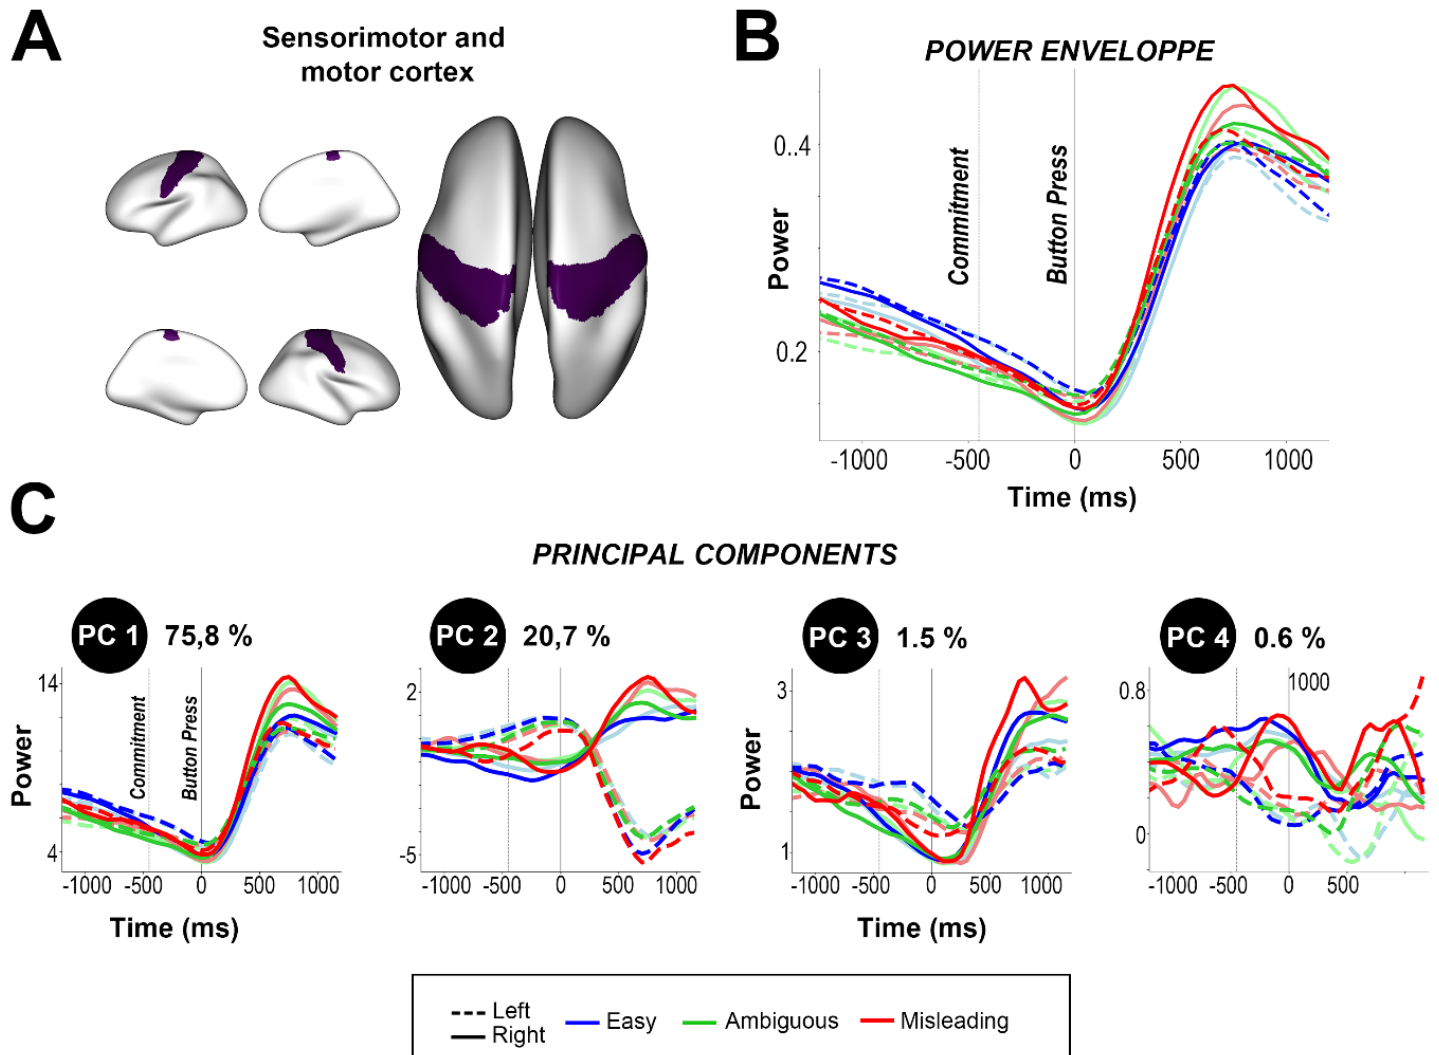 A
Sensorimotor and
motor cortex
B
POWER ENVELOPPE
Power
0..4
0.2
Commitment
Button Press
-1000 -500 0 500 1000
Time (ms)
C
PRINCIPAL COMPONENTS
PC 1 75,8 %
Power
14
4
Commitment
Button Press
-1000 -500 0 500 1000
Time (ms)
PC 2 20,7 %
2
-5
-1000 -500 0 500 1000
PC 3 1.5 %
Power
3
1
-1000 -500 0 500 1000
Time (ms)
PC 4 0.6 %
0.8
0
1000
-1000 -500 0 500
Left
Right
Easy
Ambiguous
Misleading